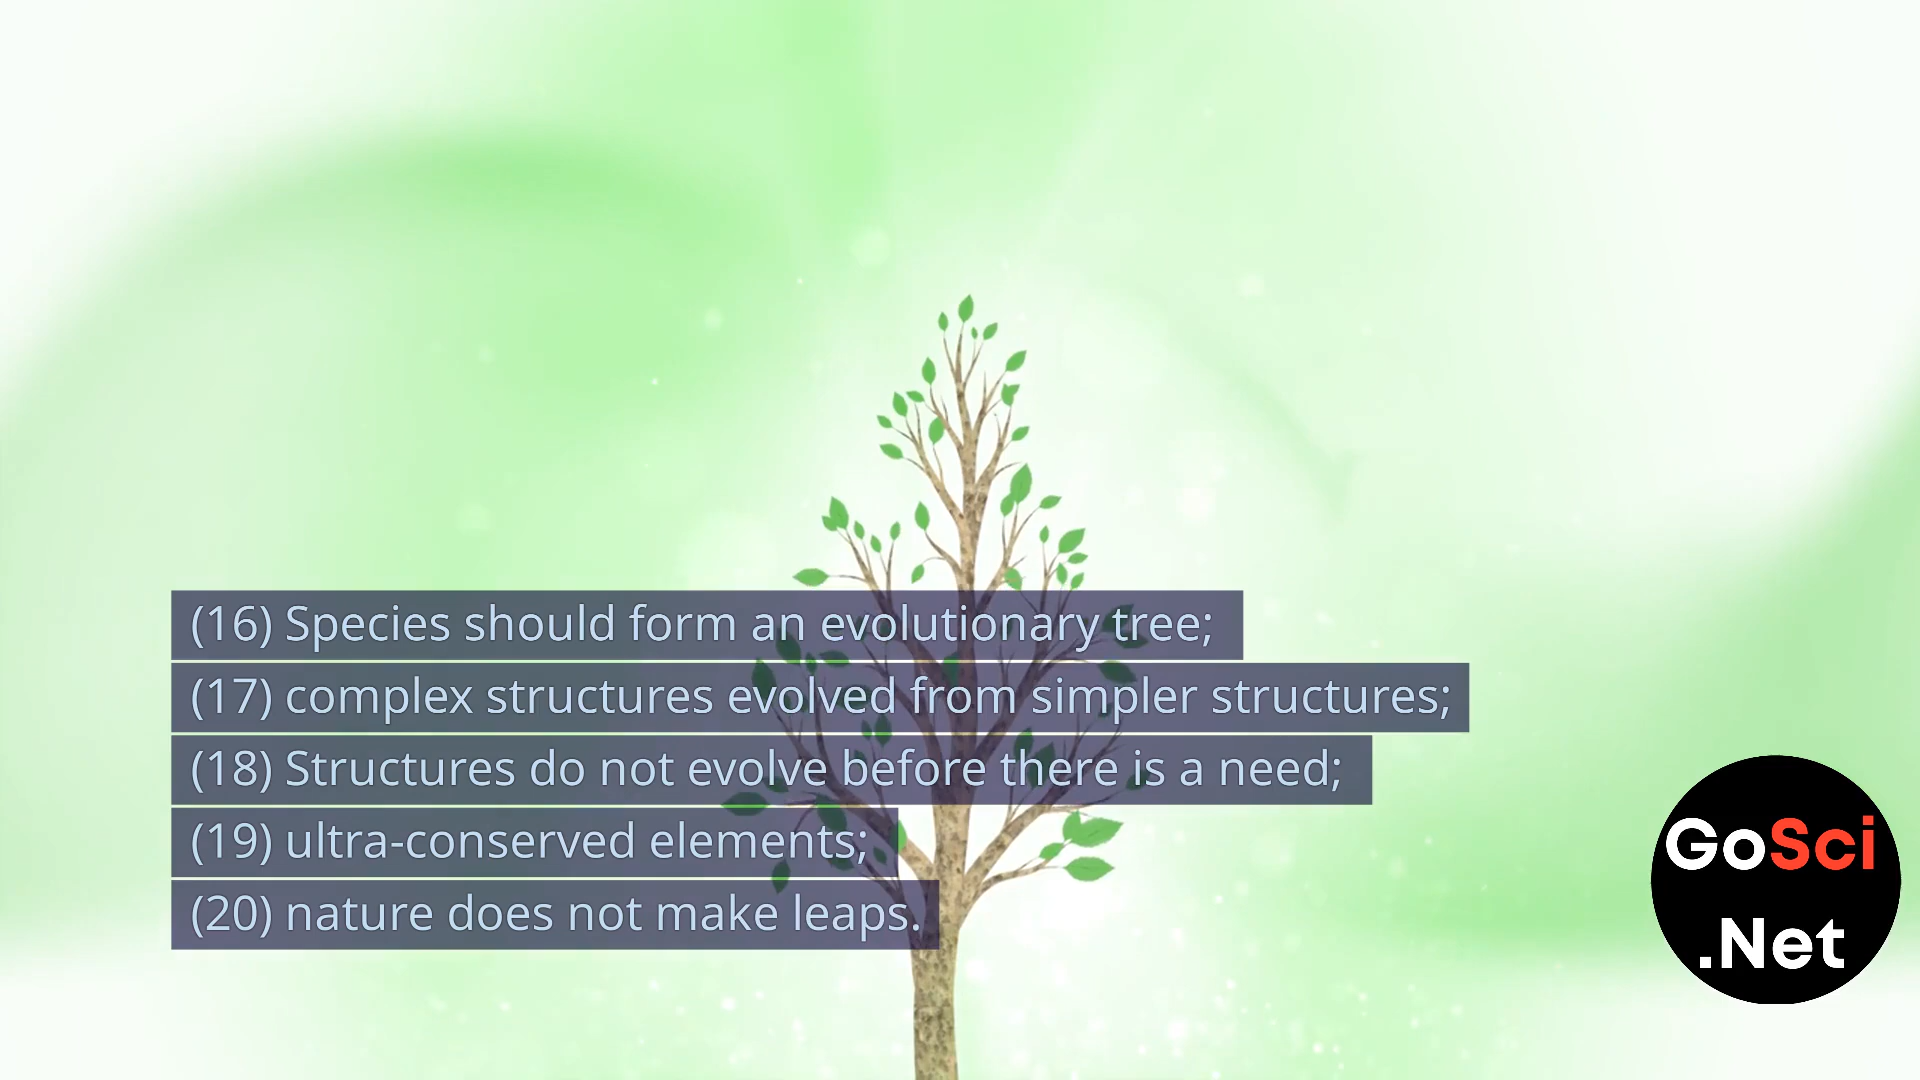 (16) Species should form an evolutionary tree;
(17) complex structures evolved from simpler structures;
(18) Structures do not evolve before there is a need;
(19) ultra-conserved elements;
(20) nature does not make leaps.
GoSci
.Net